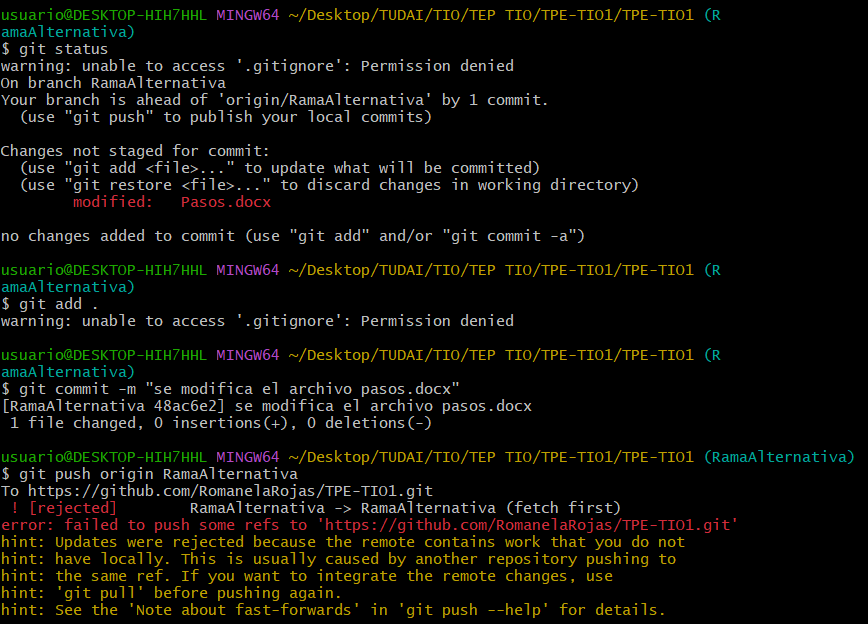 usuario@DESKTOP-HIH7HHL MINGW64 ~/Desktop/TUDAI/TIO/TEP TIO/TPE-TIO1/TPE-TIO1 (R
amaAlternativa)
$ git status
warning: unable to access '.gitignore': Permission denied
On branch RamaAlternativa
Your branch is ahead of 'origin/RamaAlternativa' by 1 commit.
  (use "git push" to publish your local commits)

Changes not staged for commit:
  (use "git add <file>..." to update what will be committed)
  (use "git restore <file>..." to discard changes in working directory)
        modified:   Pasos.docx

no changes added to commit (use "git add" and/or "git commit -a")

usuario@DESKTOP-HIH7HHL MINGW64 ~/Desktop/TUDAI/TIO/TEP TIO/TPE-TIO1/TPE-TIO1 (R
amaAlternativa)
$ git add .
warning: unable to access '.gitignore': Permission denied

usuario@DESKTOP-HIH7HHL MINGW64 ~/Desktop/TUDAI/TIO/TEP TIO/TPE-TIO1/TPE-TIO1 (R
amaAlternativa)
$ git commit -m "se modifica el archivo pasos.docx"
[RamaAlternativa 48ac6e2] se modifica el archivo pasos.docx
 1 file changed, 0 insertions(+), 0 deletions(-)

usuario@DESKTOP-HIH7HHL MINGW64 ~/Desktop/TUDAI/TIO/TEP TIO/TPE-TIO1/TPE-TIO1 (RamaAlternativa)
$ git push origin RamaAlternativa
To https://github.com/RomanelaRojas/TPE-TIO1.git
 ! [rejected]        RamaAlternativa -> RamaAlternativa (fetch first)
error: failed to push some refs to 'https://github.com/RomanelaRojas/TPE-TIO1.git'
hint: Updates were rejected because the remote contains work that you do not
hint: have locally. This is usually caused by another repository pushing to
hint: the same ref. If you want to integrate the remote changes, use
hint: 'git pull' before pushing again.
hint: See the 'Note about fast-forwards' in 'git push --help' for details.